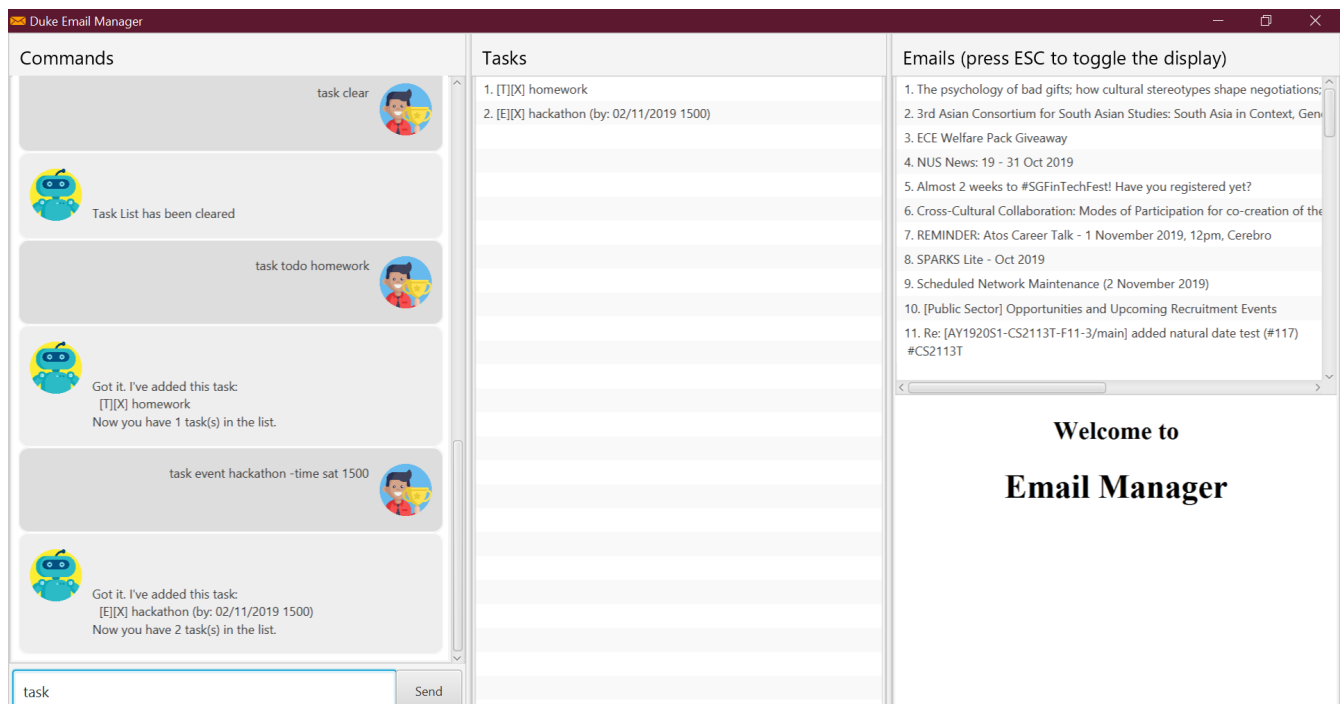 Duke Email Manager
Commands
task clear
Task List has been cleared
task todo homework
Got it. I've added this task:
[T][X] homework
Now you have 1 task(s) in the list.
task event hackathon -time sat 1500
Got it. I've added this task:
[E][X] hackathon (by: 02/11/2019 1500)
Now you have 2 task(s) in the list.
task
Send
Tasks
1. [T][X] homework
2. [E][X] hackathon (by: 02/11/2019 1500)
Emails (press ESC to toggle the display)
1. The psychology of bad gifts; how cultural stereotypes shape negotiations;
2. 3rd Asian Consortium for South Asian Studies: South Asia in Context, Gen
3. ECE Welfare Pack Giveaway
4. NUS News: 19 - 31 Oct 2019
5. Almost 2 weeks to #SGFinTechFest! Have you registered yet?
6. Cross-Cultural Collaboration: Modes of Participation for co-creation of the
7. REMINDER: Atos Career Talk - 1 November 2019, 12pm, Cerebro
8. SPARKS Lite - Oct 2019
9. Scheduled Network Maintenance (2 November 2019)
10. [Public Sector] Opportunities and Upcoming Recruitment Events
11. Re: [AY1920S1-CS2113T-F11-3/main] added natural date test (#117)
#CS2113T
Welcome to
Email Manager